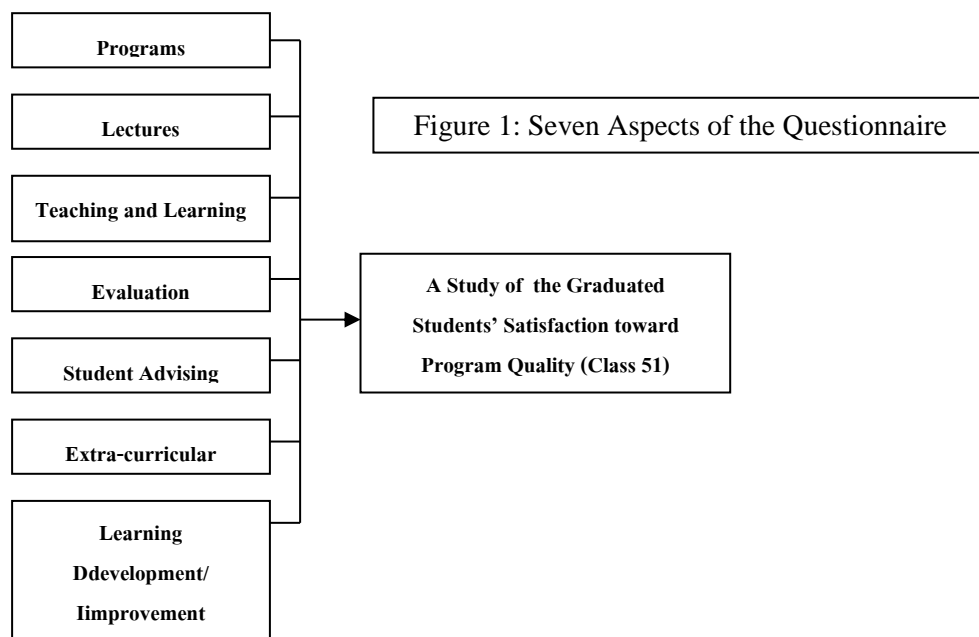 Programs
Lectures
Figure 1: Seven Aspects of the Questionnaire
Teaching and Learning
Evaluation
A Study of the Graduated
Students’ Satisfaction toward
Program Quality (Class 51)
Student Advising
Extra-curricular
Learning
Ddevelopment/
Iimprovement